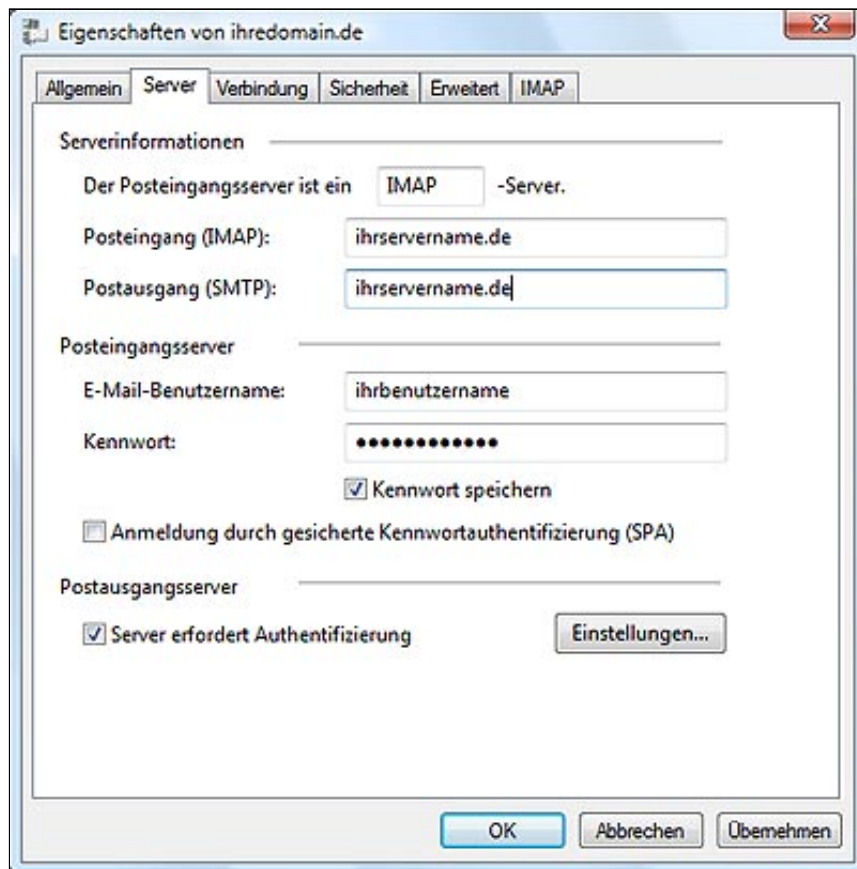 Eigenschaften von ihredomain.de
Allgemein Server Verbindung Sicherheit Erweitert IMAP
Serverinformationen
Der Posteingangsserver ist ein IMAP -Server.
Posteingang (IMAP): ihrservername.de
Postausgang (SMTP): ihrservername.de
Posteingangsserver
E-Mail-Benutzername: ihrbenutzername
Kennwort: ••••••••••••
Kennwort speichern
Anmeldung durch gesicherte Kennwortauthentifizierung (SPA)
Postausgangsserver
Server erfordert Authentifizierung Einstellungen...
OK Abbrechen Übernehmen